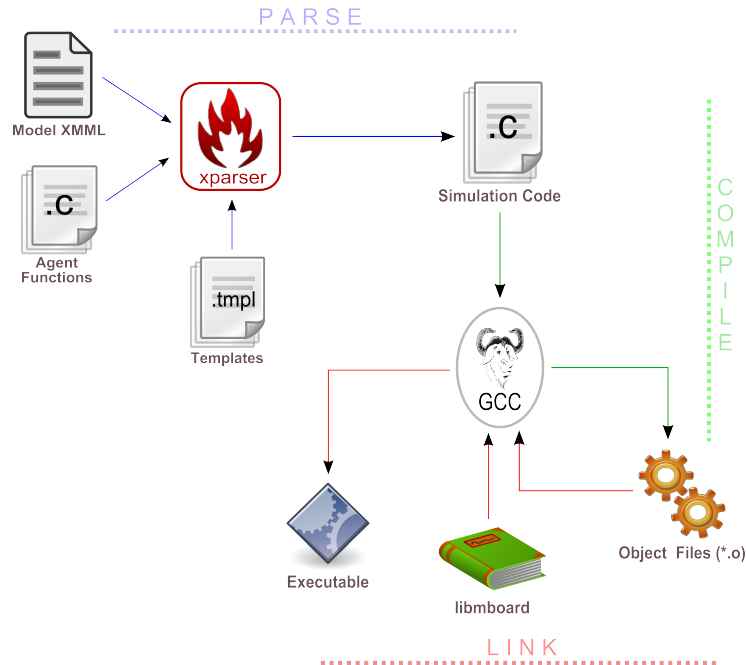 PARSE
Model XMML
xparser
.c
Simulation Code
.c
Agent
Functions
.tmpl
Templates
COMPILE
GCC
Executable
libmboard
Object Files (*.o)
LINK